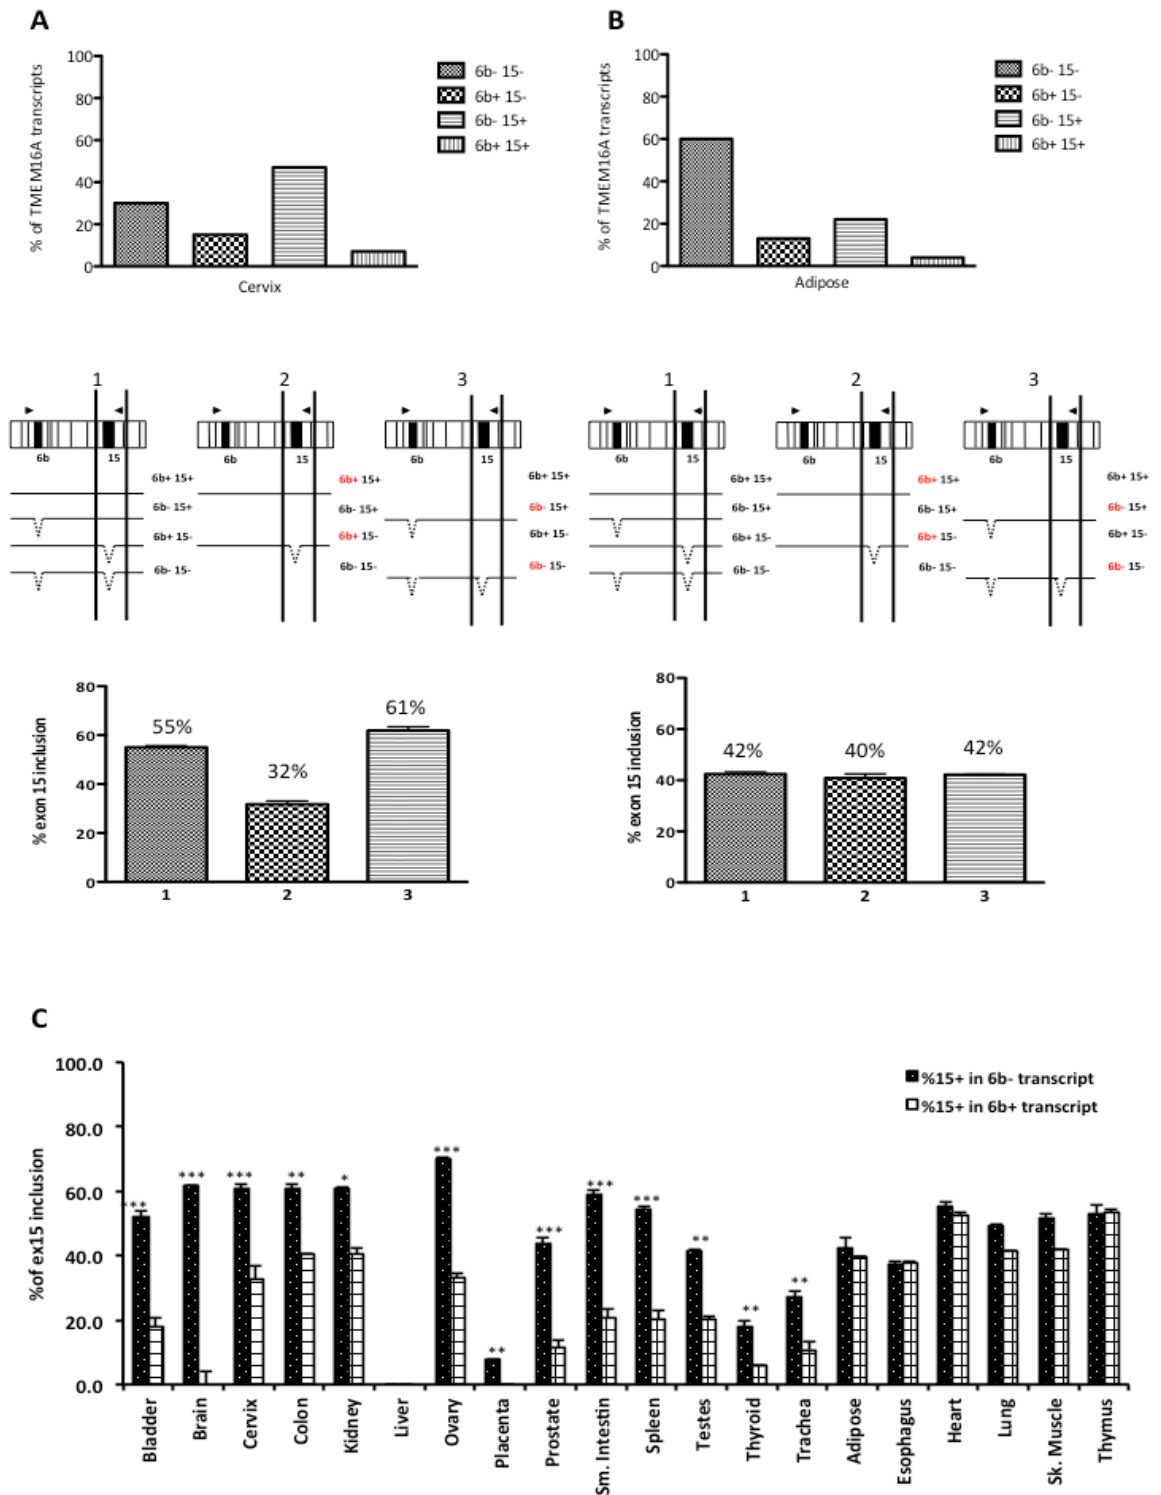 A
% of TMEM16A transcripts
100
80
60
40
20
0
Cervix
6b- 15-
6b+ 15-
6b- 15+
6b+ 15+
B
% of TMEM16A transcripts
100
80
60
40
20
0
Adipose
6b- 15-
6b+ 15-
6b- 15+
6b+ 15+
1
6b 15
6b+ 15+
6b- 15+
6b+ 15-
6b- 15-
2
6b 15
6b+ 15+
6b- 15+
6b+ 15-
6b- 15-
3
6b 15
6b+ 15+
6b- 15+
6b+ 15-
6b- 15-
1
6b 15
6b+ 15+
6b- 15+
6b+ 15-
6b- 15-
2
6b 15
6b+ 15+
6b- 15+
6b+ 15-
6b- 15-
3
6b 15
6b+ 15+
6b- 15+
6b+ 15-
6b- 15-
% exon 15 inclusion
80
60
40
20
0
55%
32%
61%
1 2 3
% exon 15 inclusion
80
60
40
20
0
42%
40%
42%
1 2 3
C
%of ex15 inclusion
100.0
80.0
60.0
40.0
20.0
0.0
%15+ in 6b- transcript
%15+ in 6b+ transcript
*** *** *** ** * *** ** *** *** *** ** ** **
Bladder
Brain
Cervix
Colon
Kidney
Liver
Ovary
Placenta
Prostate
Sm. Intestin
Spleen
Testes
Thyroid
Trachea
Adipose
Esophagus
Heart
Lung
Sk. Muscle
Thymus